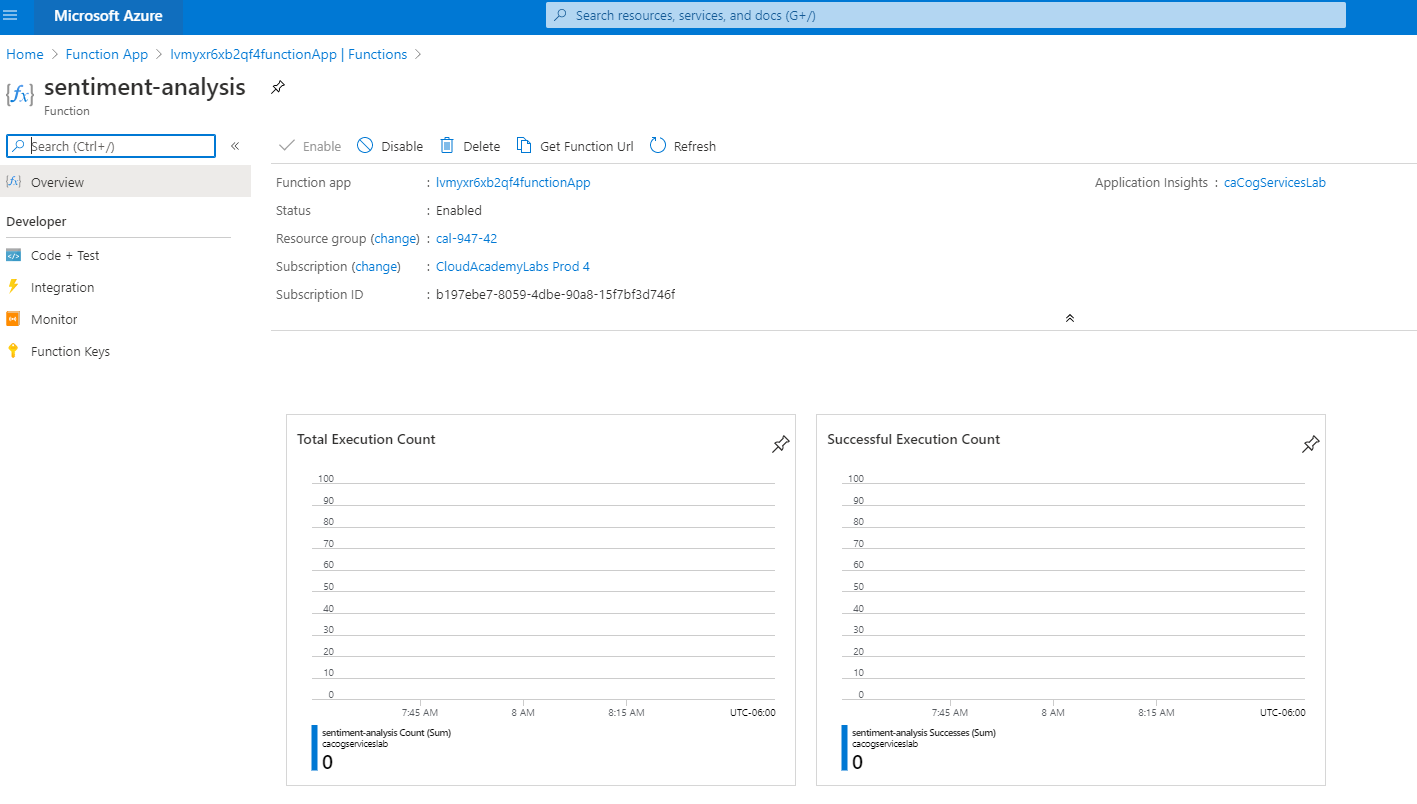 Microsoft Azure
Search resources, services, and docs (G+/)
Home > Function App > lvmyxr6xb2qf4functionApp | Functions >
{fx}
sentiment-analysis
Function
Search (Ctrl+/)
«
Enable
Disable
Delete
Get Function Url
Refresh
{fx} Overview
Developer
</> Code + Test
Integration
Monitor
Function Keys
Function app : lvmyxr6xb2qf4functionApp
Status : Enabled
Resource group (change) : cal-947-42
Subscription (change) : CloudAcademyLabs Prod 4
Subscription ID : b197ebe7-8059-4dbe-90a8-15f7bf3d746f
Application Insights : caCogServicesLab
Total Execution Count
100
90
80
70
60
50
40
30
20
10
0
7:45 AM 8 AM 8:15 AM UTC-06:00
sentiment-analysis Count (Sum)
cacogserviceslab
0
Successful Execution Count
100
90
80
70
60
50
40
30
20
10
0
7:45 AM 8 AM 8:15 AM UTC-06:00
sentiment-analysis Successes (Sum)
cacogserviceslab
0